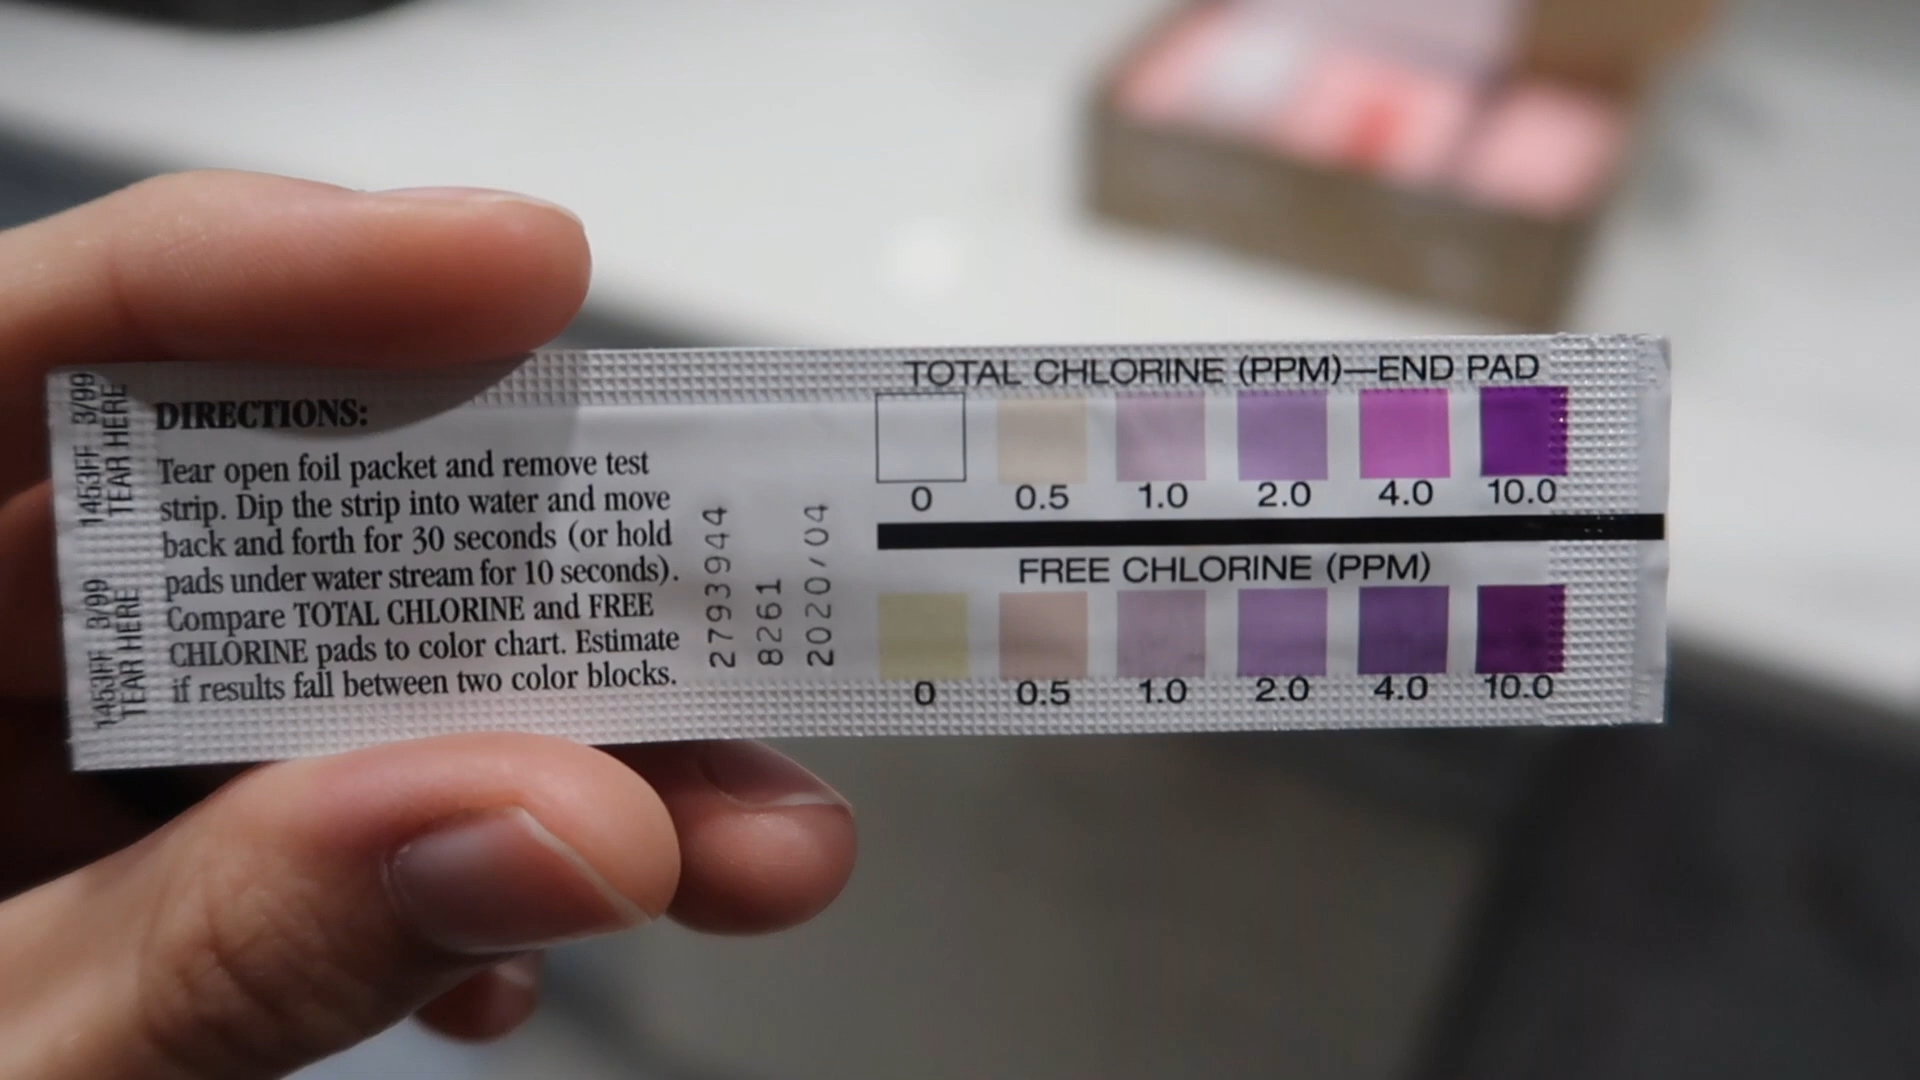 1453FF 3/99
TEAR HERE
1453FF 3/99
TEAR HERE
DIRECTIONS:
Tear open foil packet and remove test
strip. Dip the strip into water and move
back and forth for 30 seconds (or hold
pads under water stream for 10 seconds).
Compare TOTAL CHLORINE and FREE
CHLORINE pads to color chart. Estimate
if results fall between two color blocks.
2793944
8261
2020/04
TOTAL CHLORINE (PPM)—END PAD
0 0.5 1.0 2.0 4.0 10.0
FREE CHLORINE (PPM)
0 0.5 1.0 2.0 4.0 10.0